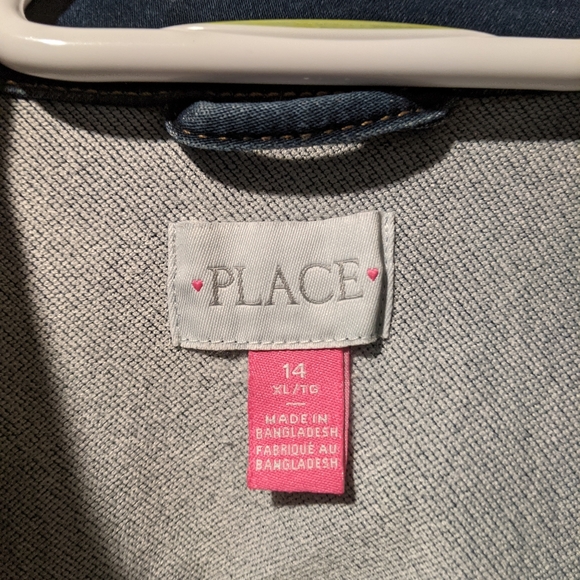 PLACE
14
XL/TG
MADE IN
BANGLADESH
FABRIQUÉ AU
BANGLADESH